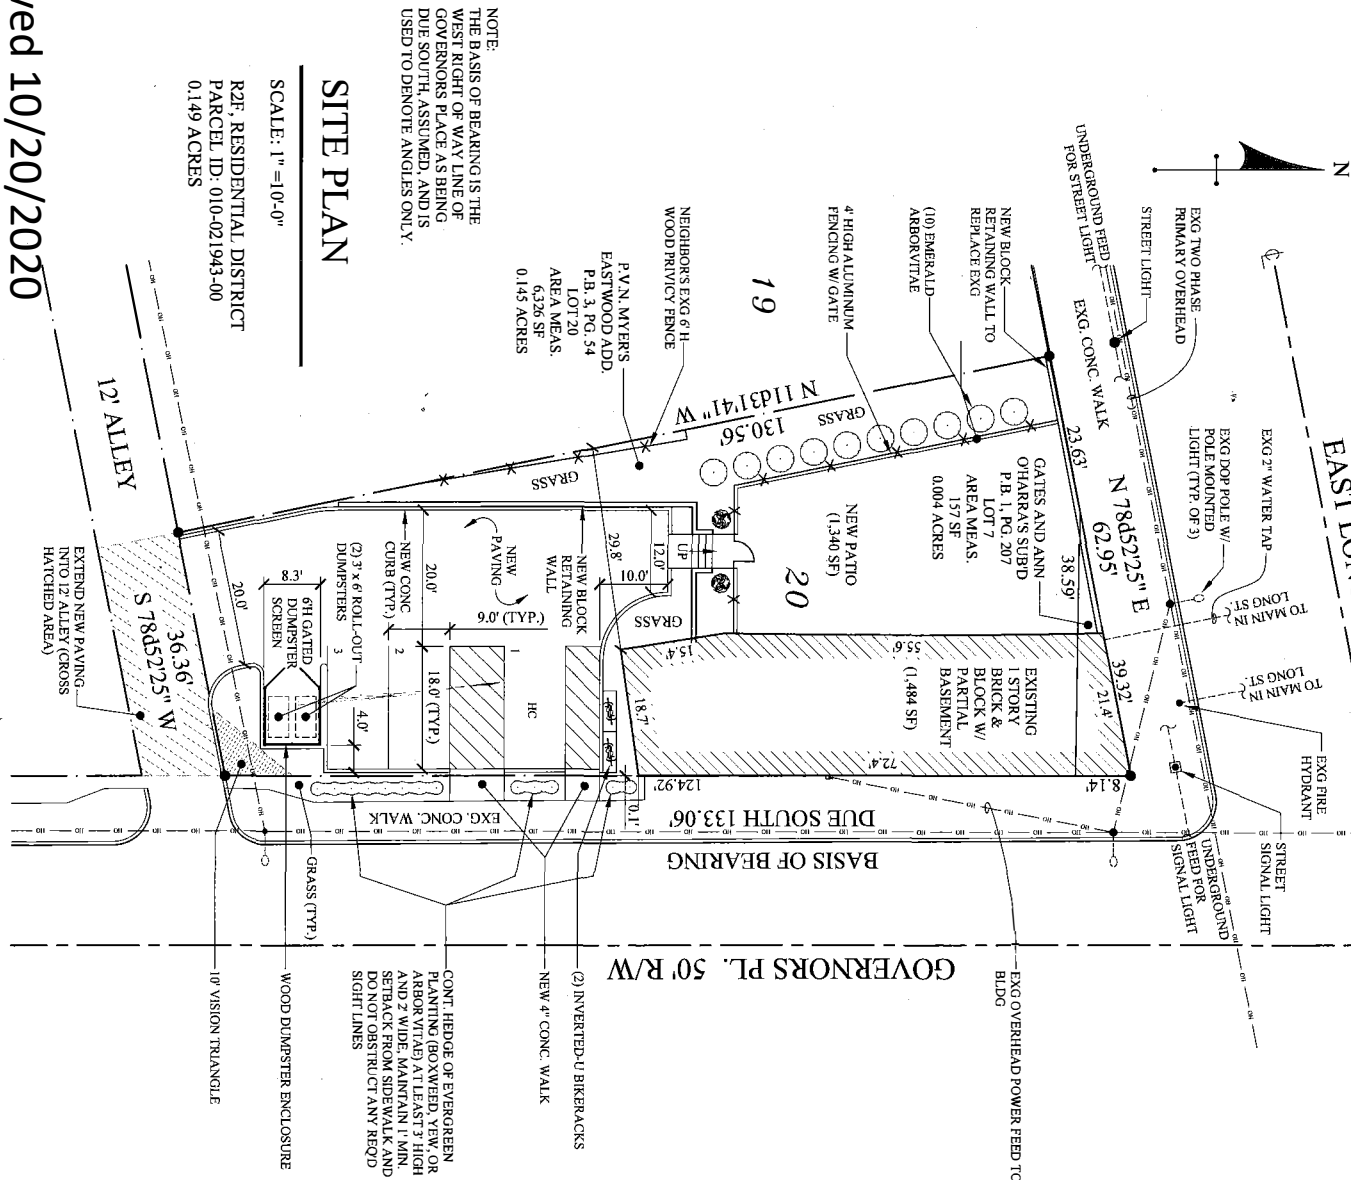 N
EAST LON
EXG TWO PHASE
PRIMARY OVERHEAD
STREET LIGHT
UNDERGROUND FEED
FOR STREET LIGHT
EXG. CONC. WALK
EXG 2" WATER TAP
EXG DOP POLE W/
POLE MOUNTED
LIGHT (TYP. OF 3)
TO MAIN IN
LONG ST.
TO MAIN IN
LONG ST.
EXG FIRE
HYDRANT
STREET
SIGNAL LIGHT
UNDERGROUND
FEED FOR
SIGNAL LIGHT
N 78d52'25" E
62.95'
23.63'
38.59'
39.32'
21.4'
8.14'
NEW BLOCK
RETAINING WALL TO
REPLACE EXG
(10) EMERALD
ARBORVITAE
4' HIGH ALUMINUM
FENCING W/ GATE
19
NEIGHBOR'S EXG 6'H
WOOD PRIVICY FENCE
P.V.N. MYER'S
EASTWOOD ADD.
P.B. 3, PG. 54
LOT 20
AREA MEAS.
6,326 SF
0.145 ACRES
GATES AND ANN
O'HARRA'S SUB'D
P.B. 1, PG. 207
LOT 7
AREA MEAS.
157 SF
0.004 ACRES
N 11d31'41" W
130.56'
GRASS
GRASS
GRASS
NEW PATIO
(1,340 SF)
20
EXISTING
1 STORY
BRICK &
BLOCK W/
PARTIAL
BASEMENT
(1,484 SF)
55.6'
15.4'
18.7'
72.4'
124.92'
10.1'
DUE SOUTH 133.06'
BASIS OF BEARING
EXG. CONC. WALK
GOVERNORS PL. 50' R/W
EXG OVERHEAD POWER FEED TO
BLDG
UP
29.8'
12.0'
10.0'
NEW BLOCK
RETAINING
WALL
NEW
PAVING
9.0' (TYP.)
20.0'
18.0' (TYP.)
4.0'
NEW CONC
CURB (TYP.)
1
2
3
HC
(2) 3' x 6' ROLL-OUT
DUMPSTERS
6'H GATED
DUMPSTER
SCREEN
8.3'
20.0'
36.36'
S 78d52'25" W
12' ALLEY
EXTEND NEW PAVING
INTO 12' ALLEY (CROSS
HATCHED AREA)
(2) INVERTED-U BIKERACKS
NEW 4" CONC. WALK
CONT. HEDGE OF EVERGREEN
PLANTING (BOXWEED, YEW, OR
ARBORVITAE) AT LEAST 3' HIGH
AND 2' WIDE, MAINTAIN 1' MIN.
SETBACK FROM SIDEWALK AND
DO NOT OBSTRUCT ANY REQ'D
SIGHT LINES
GRASS (TYP.)
WOOD DUMPSTER ENCLOSURE
10' VISION TRIANGLE
NOTE:
THE BASIS OF BEARING IS THE
WEST RIGHT OF WAY LINE OF
GOVERNORS PLACE AS BEING
DUE SOUTH, ASSUMED, AND IS
USED TO DENOTE ANGLES ONLY.
SITE PLAN
SCALE: 1" =10'-0"
R2F, RESIDENTIAL DISTRICT
PARCEL ID: 010-021943-00
0.149 ACRES
ved 10/20/2020